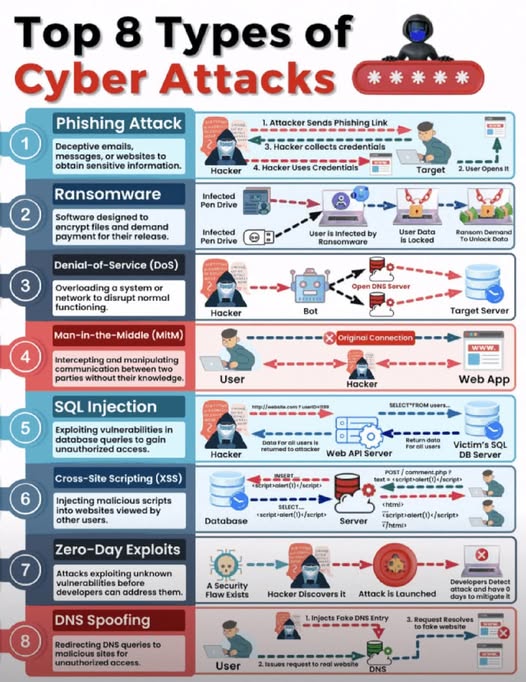 Top 8 Types of
Cyber Attacks
*****
1
Phishing Attack
Deceptive emails,
messages, or websites to
obtain sensitive information.
Hacker
1. Attacker Sends Phishing Link
3. Hacker collects credentials
4. Hacker Uses Credentials
WWW
Target
WWW
2. User Opens It
2
Ransomware
Software designed to
encrypt files and demand
payment for their release.
Infected
Pen Drive
Infected
Pen Drive
User is Infected by
Ransomware
User Data
is Locked
Ransom Demand
To Unlock Data
3
Denial-of-Service (DoS)
Overloading a system or
network to disrupt normal
functioning.
Hacker
Bot
Open DNS Server
Target Server
4
Man-in-the-Middle (MitM)
Intercepting and manipulating
communication between two
parties without their knowledge.
User
Original Connection
Hacker
WWW.
Web App
5
SQL Injection
Exploiting vulnerabilities in
database queries to gain
unauthorized access.
Hacker
Data For all users is
returned to attacker
Web API Server
SELECT*FROM users...
Return data
For all users
Victim's SQL
DB Server
6
Cross-Site Scripting (XSS)
Injecting malicious scripts
into websites viewed by
other users.
Database
INSERT
<script>alert(1)</script>
SELECT...
<script>alert(1)</script>
Server
POST / comment.php ?
text = <script>alert(1)</script>
<html>
<script>alert(1)</script>
</html>
7
Zero-Day Exploits
Attacks exploiting unknown
vulnerabilities before
developers can address them.
A Security
Flaw Exists
Hacker Discovers it
Attack is Launched
Developers Detect
attack and have 0
days to mitigate it
8
DNS Spoofing
Redirecting DNS queries to
malicious sites for
unauthorized access.
User
1. Injects Fake DNS Entry
2. Issues request to real website
DNS
3. Request Resolves
to fake website
WWW